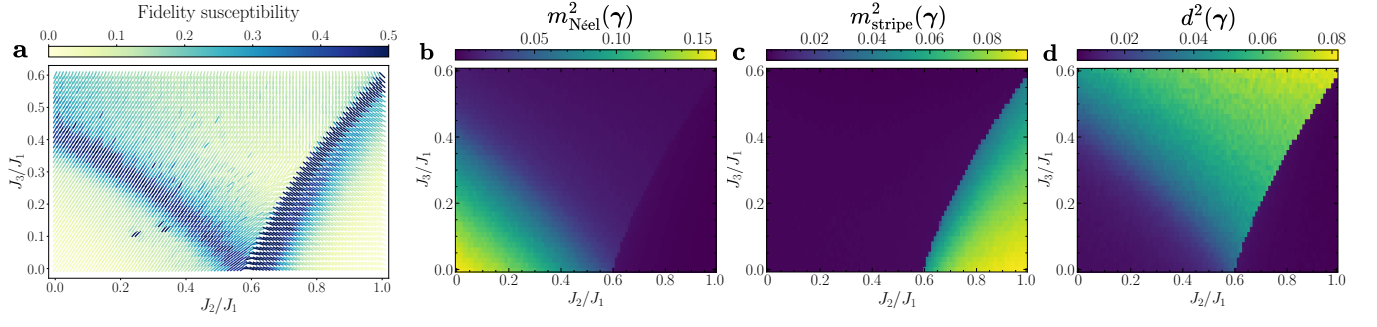 Fidelity susceptibility
0.0 0.1 0.2 0.3 0.4 0.5
a
0.6
0.5
0.4
0.3
0.2
0.1
0.0
J₃/J₁
0.0 0.2 0.4 0.6 0.8 1.0
J₂/J₁
m²Néel(γ)
0.05 0.10 0.15
b
0.6
0.4
0.2
0.0
J₃/J₁
0 0.2 0.4 0.6 0.8 1.0
J₂/J₁
m²stripe(γ)
0.02 0.04 0.06 0.08
c
0.6
0.4
0.2
0.0
J₃/J₁
0 0.2 0.4 0.6 0.8 1.0
J₂/J₁
d²(γ)
0.02 0.04 0.06 0.08
d
0.6
0.4
0.2
0.0
J₃/J₁
0 0.2 0.4 0.6 0.8 1.0
J₂/J₁